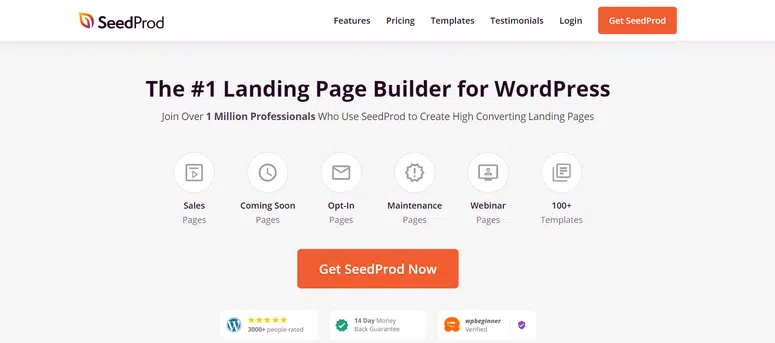 SeedProd
Features Pricing Templates Testimonials Login Get SeedProd
The #1 Landing Page Builder for WordPress
Join Over 1 Million Professionals Who Use SeedProd to Create High Converting Landing Pages
Sales
Pages
Coming Soon
Pages
Opt-In
Pages
Maintenance
Pages
Webinar
Pages
100+
Templates
Get SeedProd Now
3000+ people rated
14 Day Money
Back Guarantee
wpbeginner
Verified